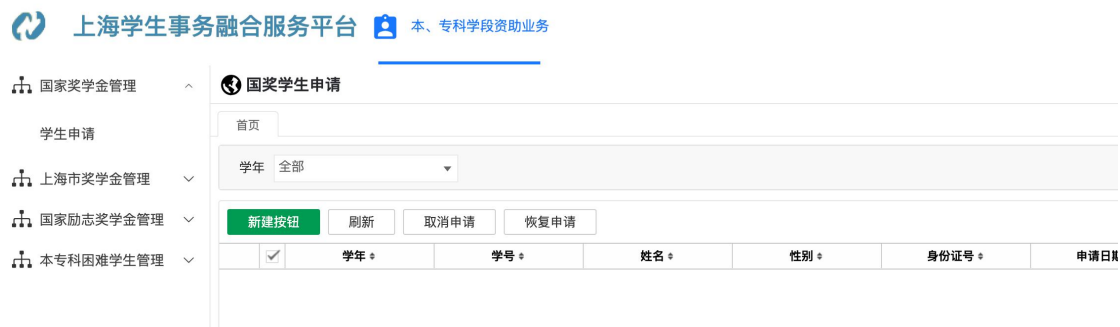 上海学生事务融合服务平台 本、专科学段资助业务
国家奖学金管理
学生申请
上海市奖学金管理
国家励志奖学金管理
本专科困难学生管理
国奖学生申请
首页
学年 全部
新建按钮 刷新 取消申请 恢复申请
学年 学号 姓名 性别 身份证号 申请日